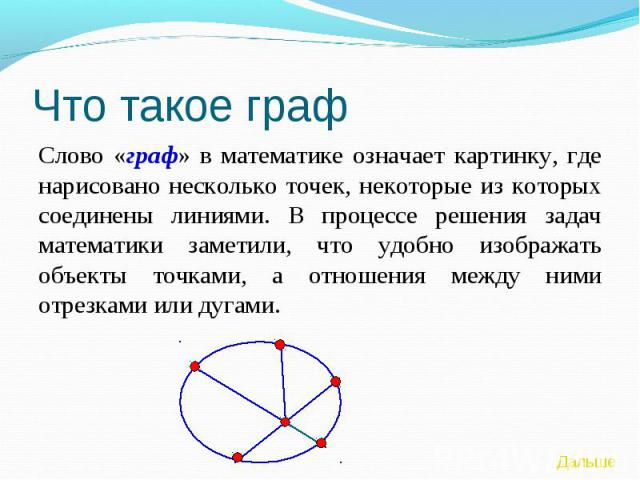 Что такое граф
Слово «граф» в математике означает картинку, где
нарисовано несколько точек, некоторые из которых
соединены линиями. В процессе решения задач
математики заметили, что удобно изображать
объекты точками, а отношения между ними
отрезками или дугами.
Дальше